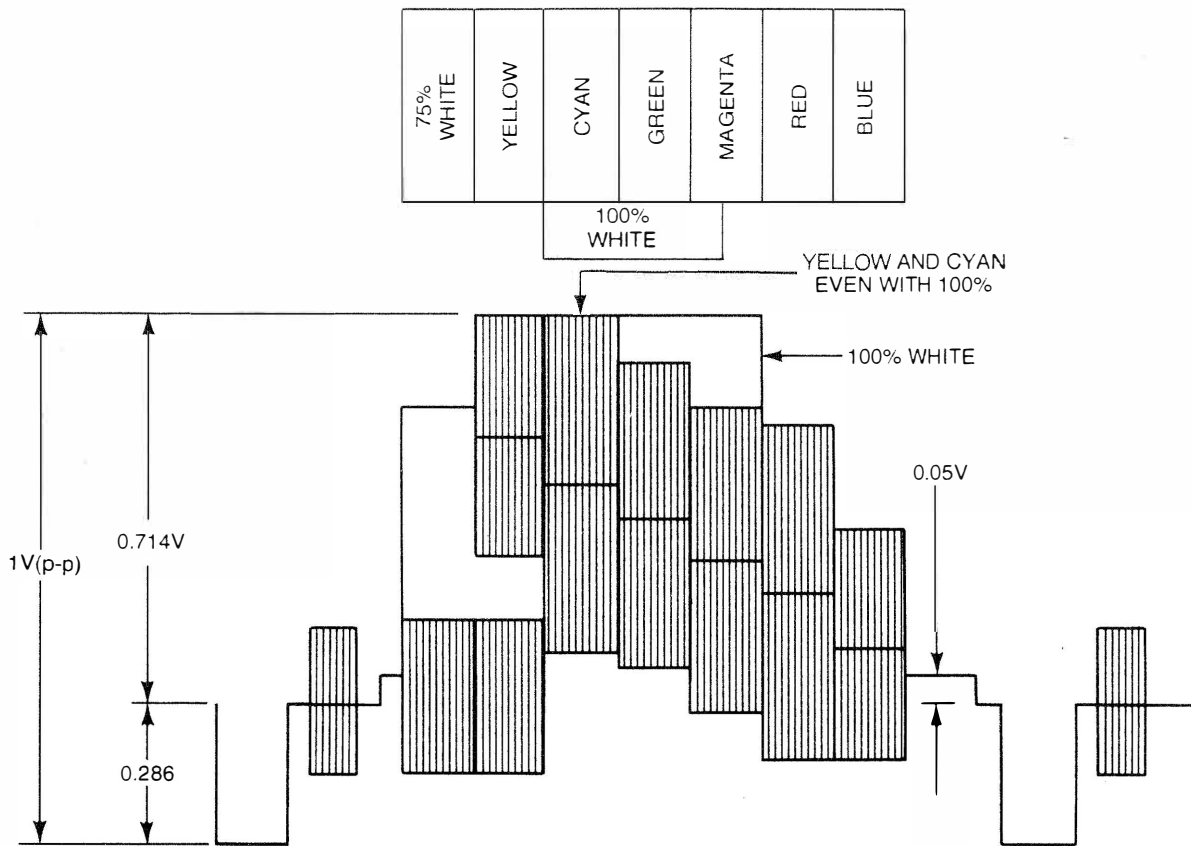 75%
WHITE
YELLOW
CYAN
GREEN
MAGENTA
RED
BLUE
100%
WHITE
YELLOW AND CYAN
EVEN WITH 100%
100% WHITE
0.05V
0.714V
1V(p-p)
0.286